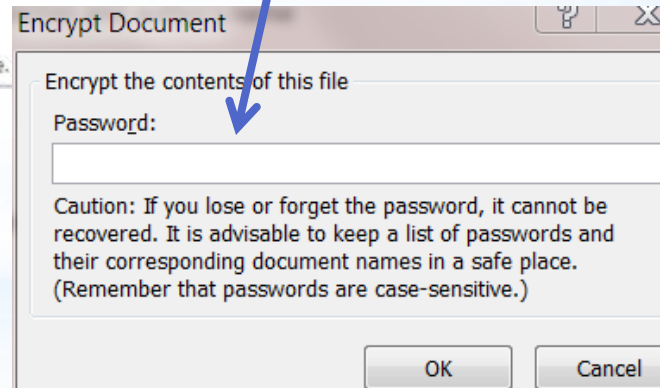 Encrypt Document
Encrypt the contents of this file
Password:
Caution: If you lose or forget the password, it cannot be
recovered. It is advisable to keep a list of passwords and
their corresponding document names in a safe place.
(Remember that passwords are case-sensitive.)
OK
Cancel